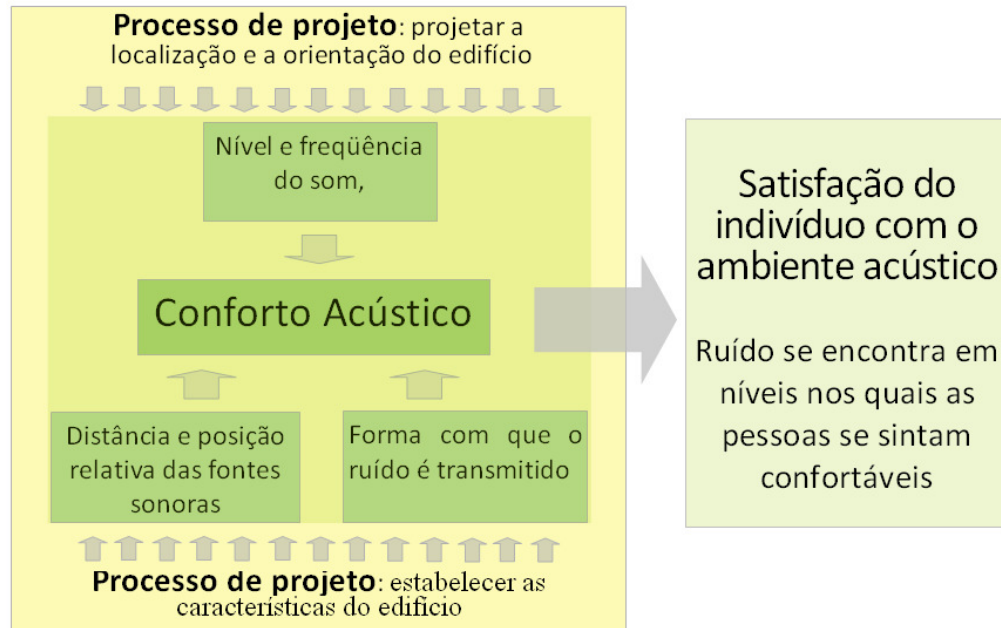 Processo de projeto: projetar a
localização e a orientação do edifício
Nível e freqüência
do som,
Conforto Acústico
Distância e posição
relativa das fontes
sonoras
Forma com que o
ruído é transmitido
Processo de projeto: estabelecer as
características do edifício
Satisfação do
indivíduo com o
ambiente acústico
Ruído se encontra em
níveis nos quais as
pessoas se sintam
confortáveis